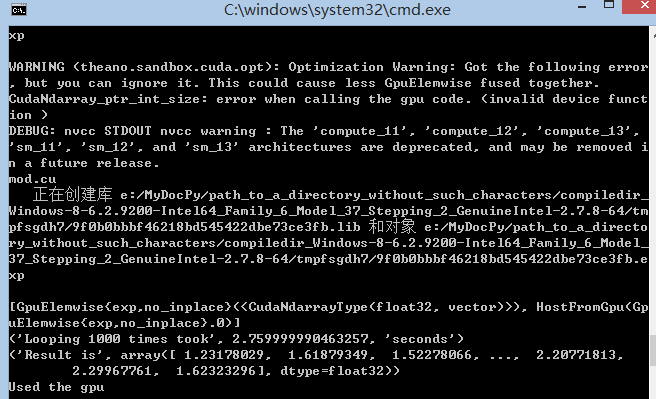 C:\windows\system32\cmd.exe
xp
WARNING (theano.sandbox.cuda.opt): Optimization Warning: Got the following error
, but you can ignore it. This could cause less GpuElemwise fused together.
CudaNdarray_ptr_int_size: error when calling the gpu code. (invalid device funct
ion )
DEBUG: nvcc STDOUT nvcc warning : The 'compute_11', 'compute_12', 'compute_13',
'sm_11', 'sm_12', and 'sm_13' architectures are deprecated, and may be removed i
n a future release.
mod.cu
正在创建库 e:/MyDocPy/path_to_a_directory_without_such_characters/compiledir_
Windows-8-6.2.9200-Intel64_Family_6_Model_37_Stepping_2_GenuineIntel-2.7.8-64/tm
pfsgdh7/9f0b0bbbf46218bd545422dbe73ce3fb.lib 和对象 e:/MyDocPy/path_to_a_directo
ry_without_such_characters/compiledir_Windows-8-6.2.9200-Intel64_Family_6_Model_
37_Stepping_2_GenuineIntel-2.7.8-64/tmpfsgdh7/9f0b0bbbf46218bd545422dbe73ce3fb.e
xp
[GpuElemwise{exp,no_inplace}(<CudaNdarrayType(float32, vector)>), HostFromGpu(Gp
uElemwise{exp,no_inplace}.0)]
('Looping 1000 times took', 2.759999990463257, 'seconds')
('Result is', array([ 1.23178029, 1.61879349, 1.52278066, ..., 2.20771813,
2.29967761, 1.62323296], dtype=float32))
Used the gpu